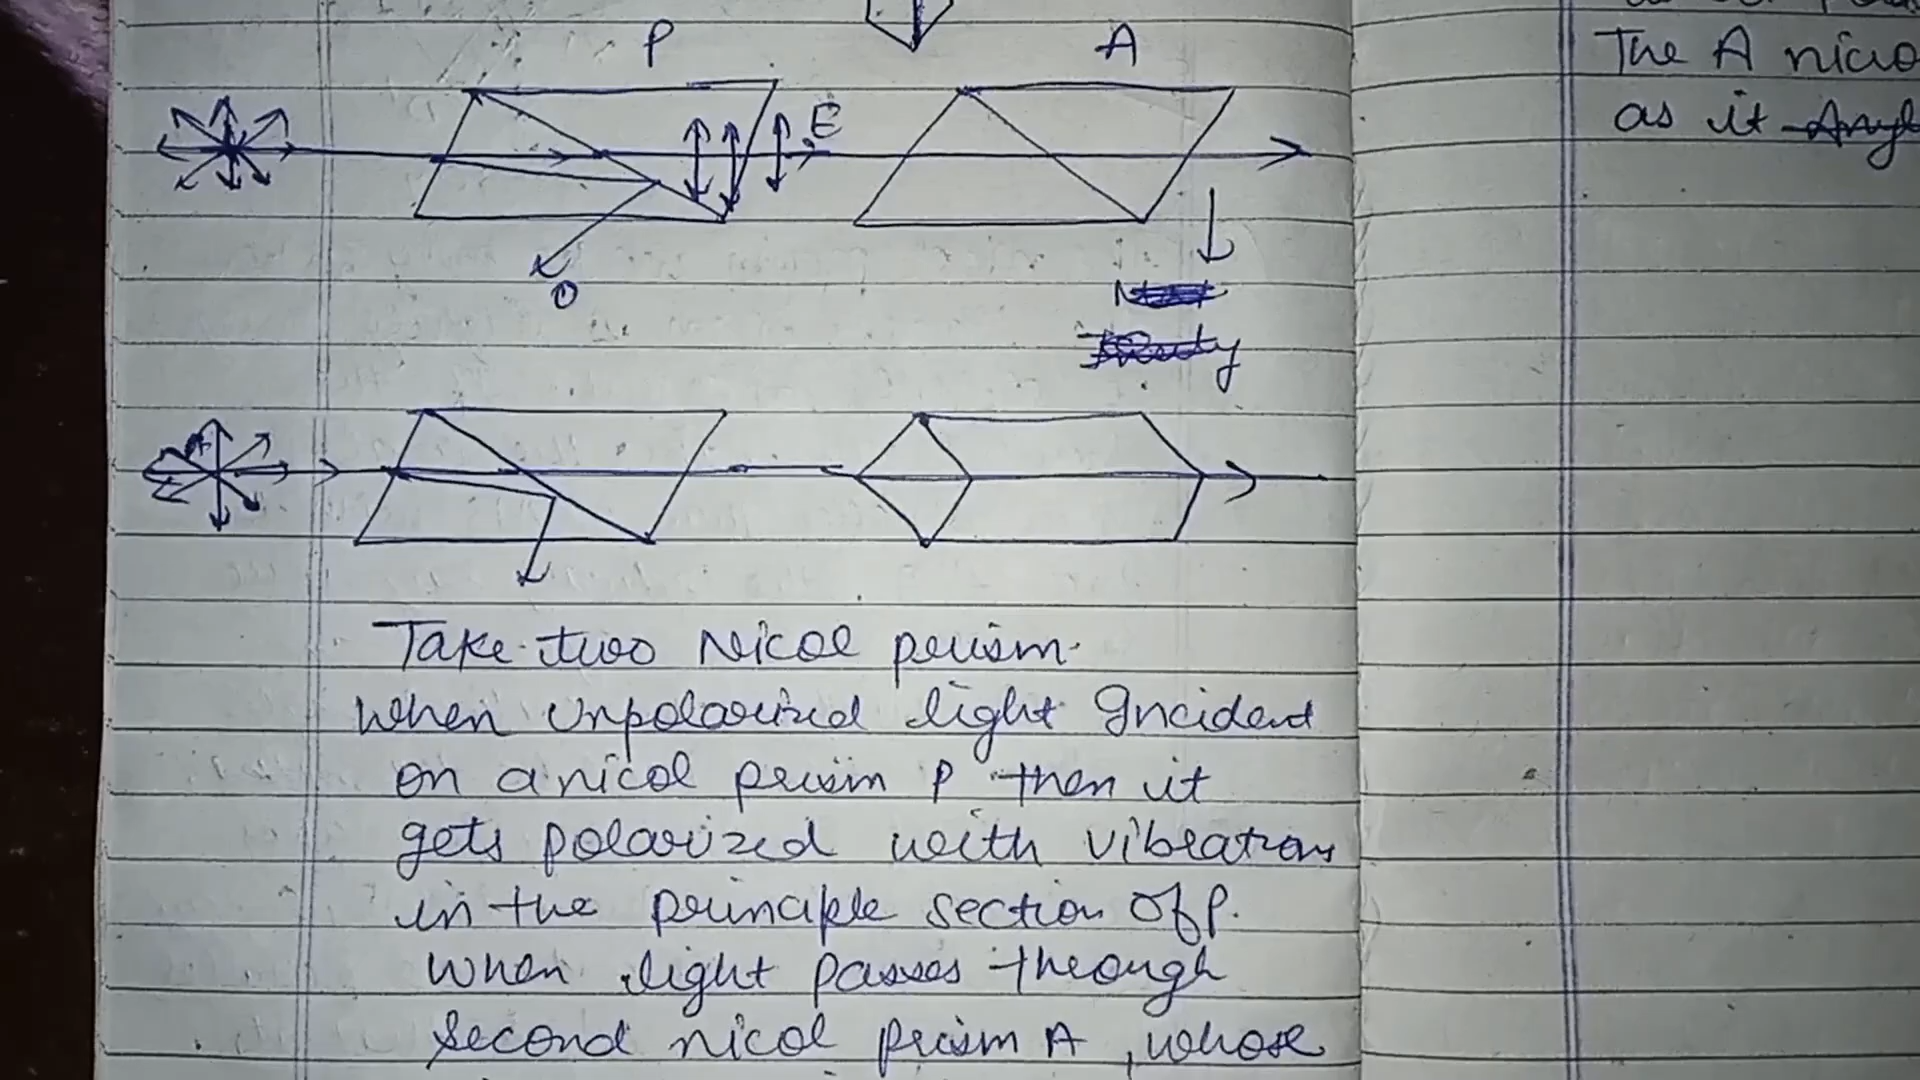 P
A
E
O
Take two Nicol prism.
When Unpolarized light Incident
on a nicol prism P then it
gets polarized with vibrations
in the principle section of P.
When light passes through
second nicol prism A, whose
The A nico
as it